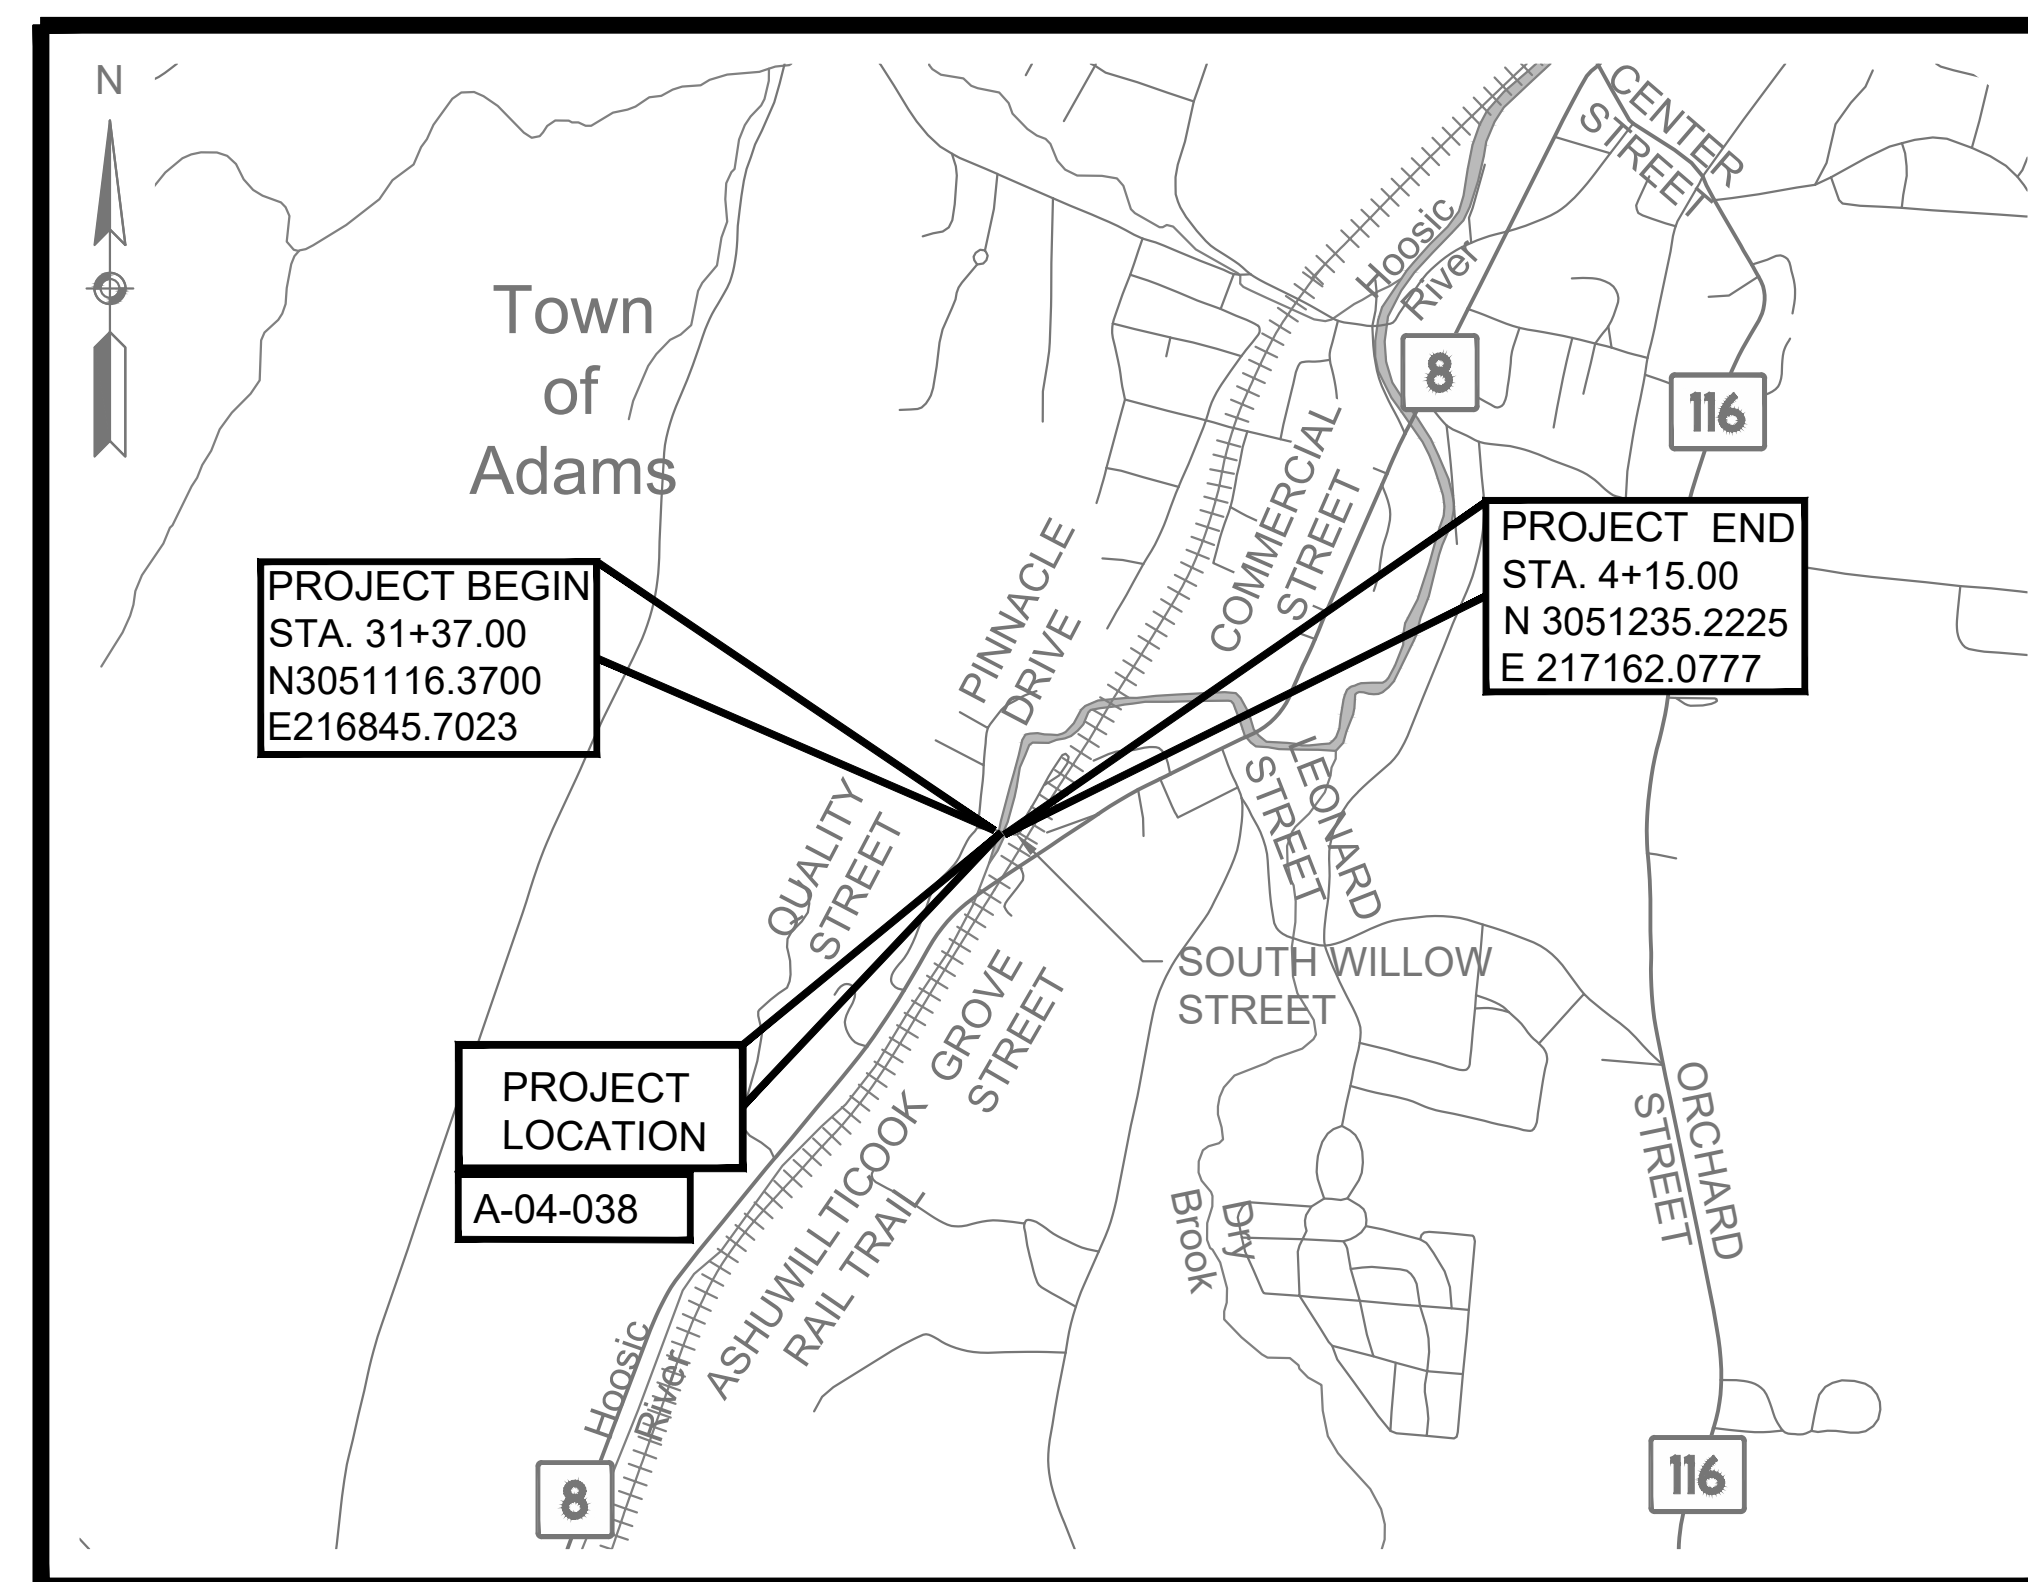 N
CENTER
STREET
Hoosic
River
Town
of
Adams
8
116
COMMERCIAL
STREET
PINNACLE
DRIVE
PROJECT BEGIN
STA. 31+37.00
N3051116.3700
E216845.7023
PROJECT END
STA. 4+15.00
N 3051235.2225
E 217162.0777
LEONARD
STREET
QUALITY
STREET
SOUTH WILLOW
STREET
GROVE
STREET
PROJECT
LOCATION
A-04-038
ASHUWILLTICOOK
RAIL TRAIL
ORCHARD
STREET
Dry
Brook
Hoosic
River
8
116